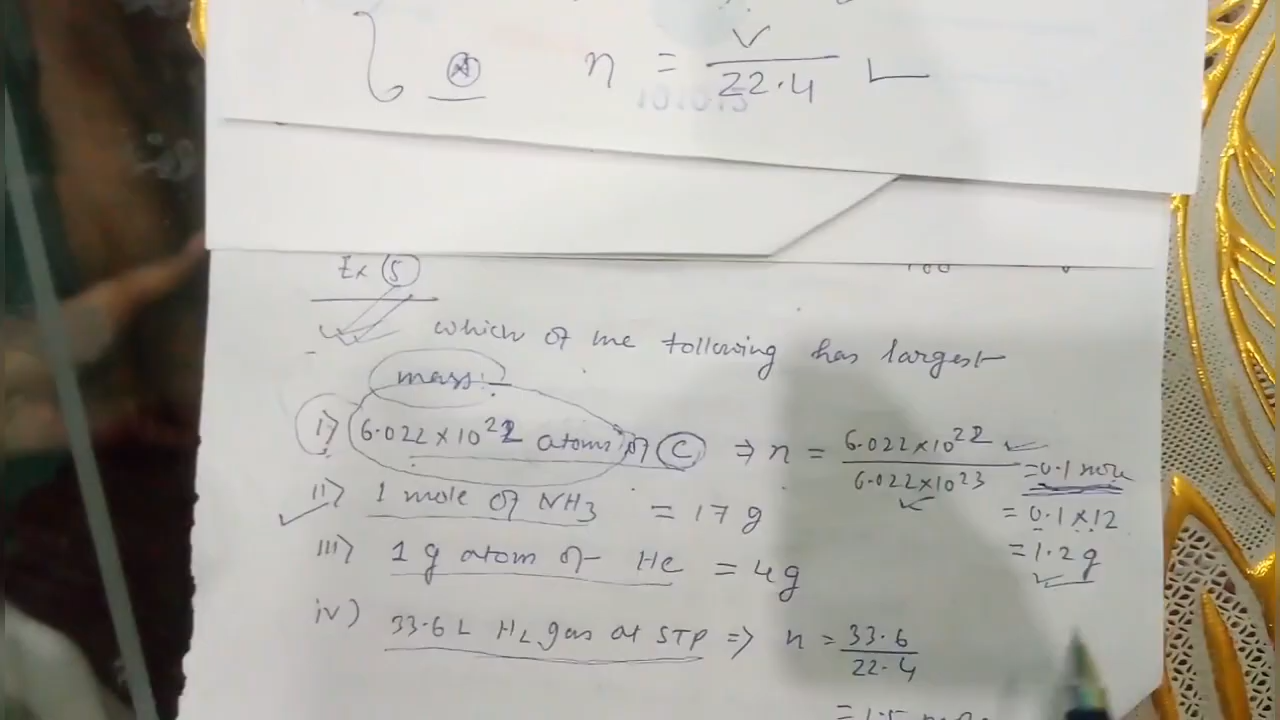 n = V / 22.4 L
Ex 5
which of the following has largest
mass:-
i) 6.022×10²² atoms of C ⇒ n = 6.022×10²² / 6.022×10²³ = 0.1 mole
= 0.1 × 12
= 1.2 g
ii) 1 mole of NH3 = 17 g
iii) 1 g atom of He = 4 g
iv) 33.6 L H2 gas at STP ⇒ n = 33.6 / 22.4
= 1.5